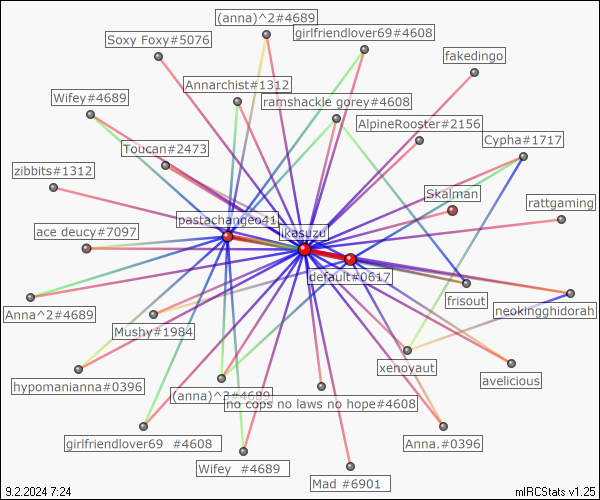 (anna)^2#4689
girlfriendlover69#4608
Soxy Foxy#5076
fakedingo
Annarchist#1312
Wifey#4689
ramshackle gorey#4608
AlpineRooster#2156
Cypha#1717
Toucan#2473
zibbits#1312
Skalman
rattgaming
pastachangeo41
ikasuzu
ace deucy#7097
default#0617
frisout
neokingghidorah
Anna^2#4689
Mushy#1984
xenoyaut
avelicious
hypomanianna#0396
(anna)^3#4689
no cops no laws no hope#4608
girlfriendlover69 #4608
Anna.#0396
Wifey #4689
Mad #6901
9.2.2024 7:24
mIRCStats v1.25